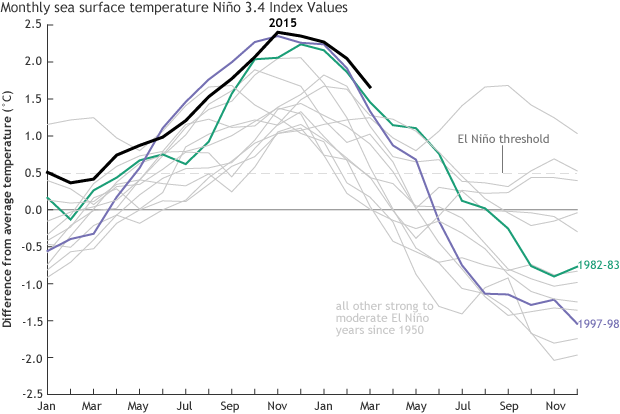 Monthly sea surface temperature Niño 3.4 Index Values
2015
2.5
2.0
1.5
1.0
0.5
0.0
-0.5
-1.0
-1.5
-2.0
-2.5
Difference from average temperature (°C)
El Niño threshold
1982-83
1997-98
all other strong to
moderate El Niño
years since 1950
Jan Mar May Jul Sep Nov Jan Mar May Jul Sep Nov